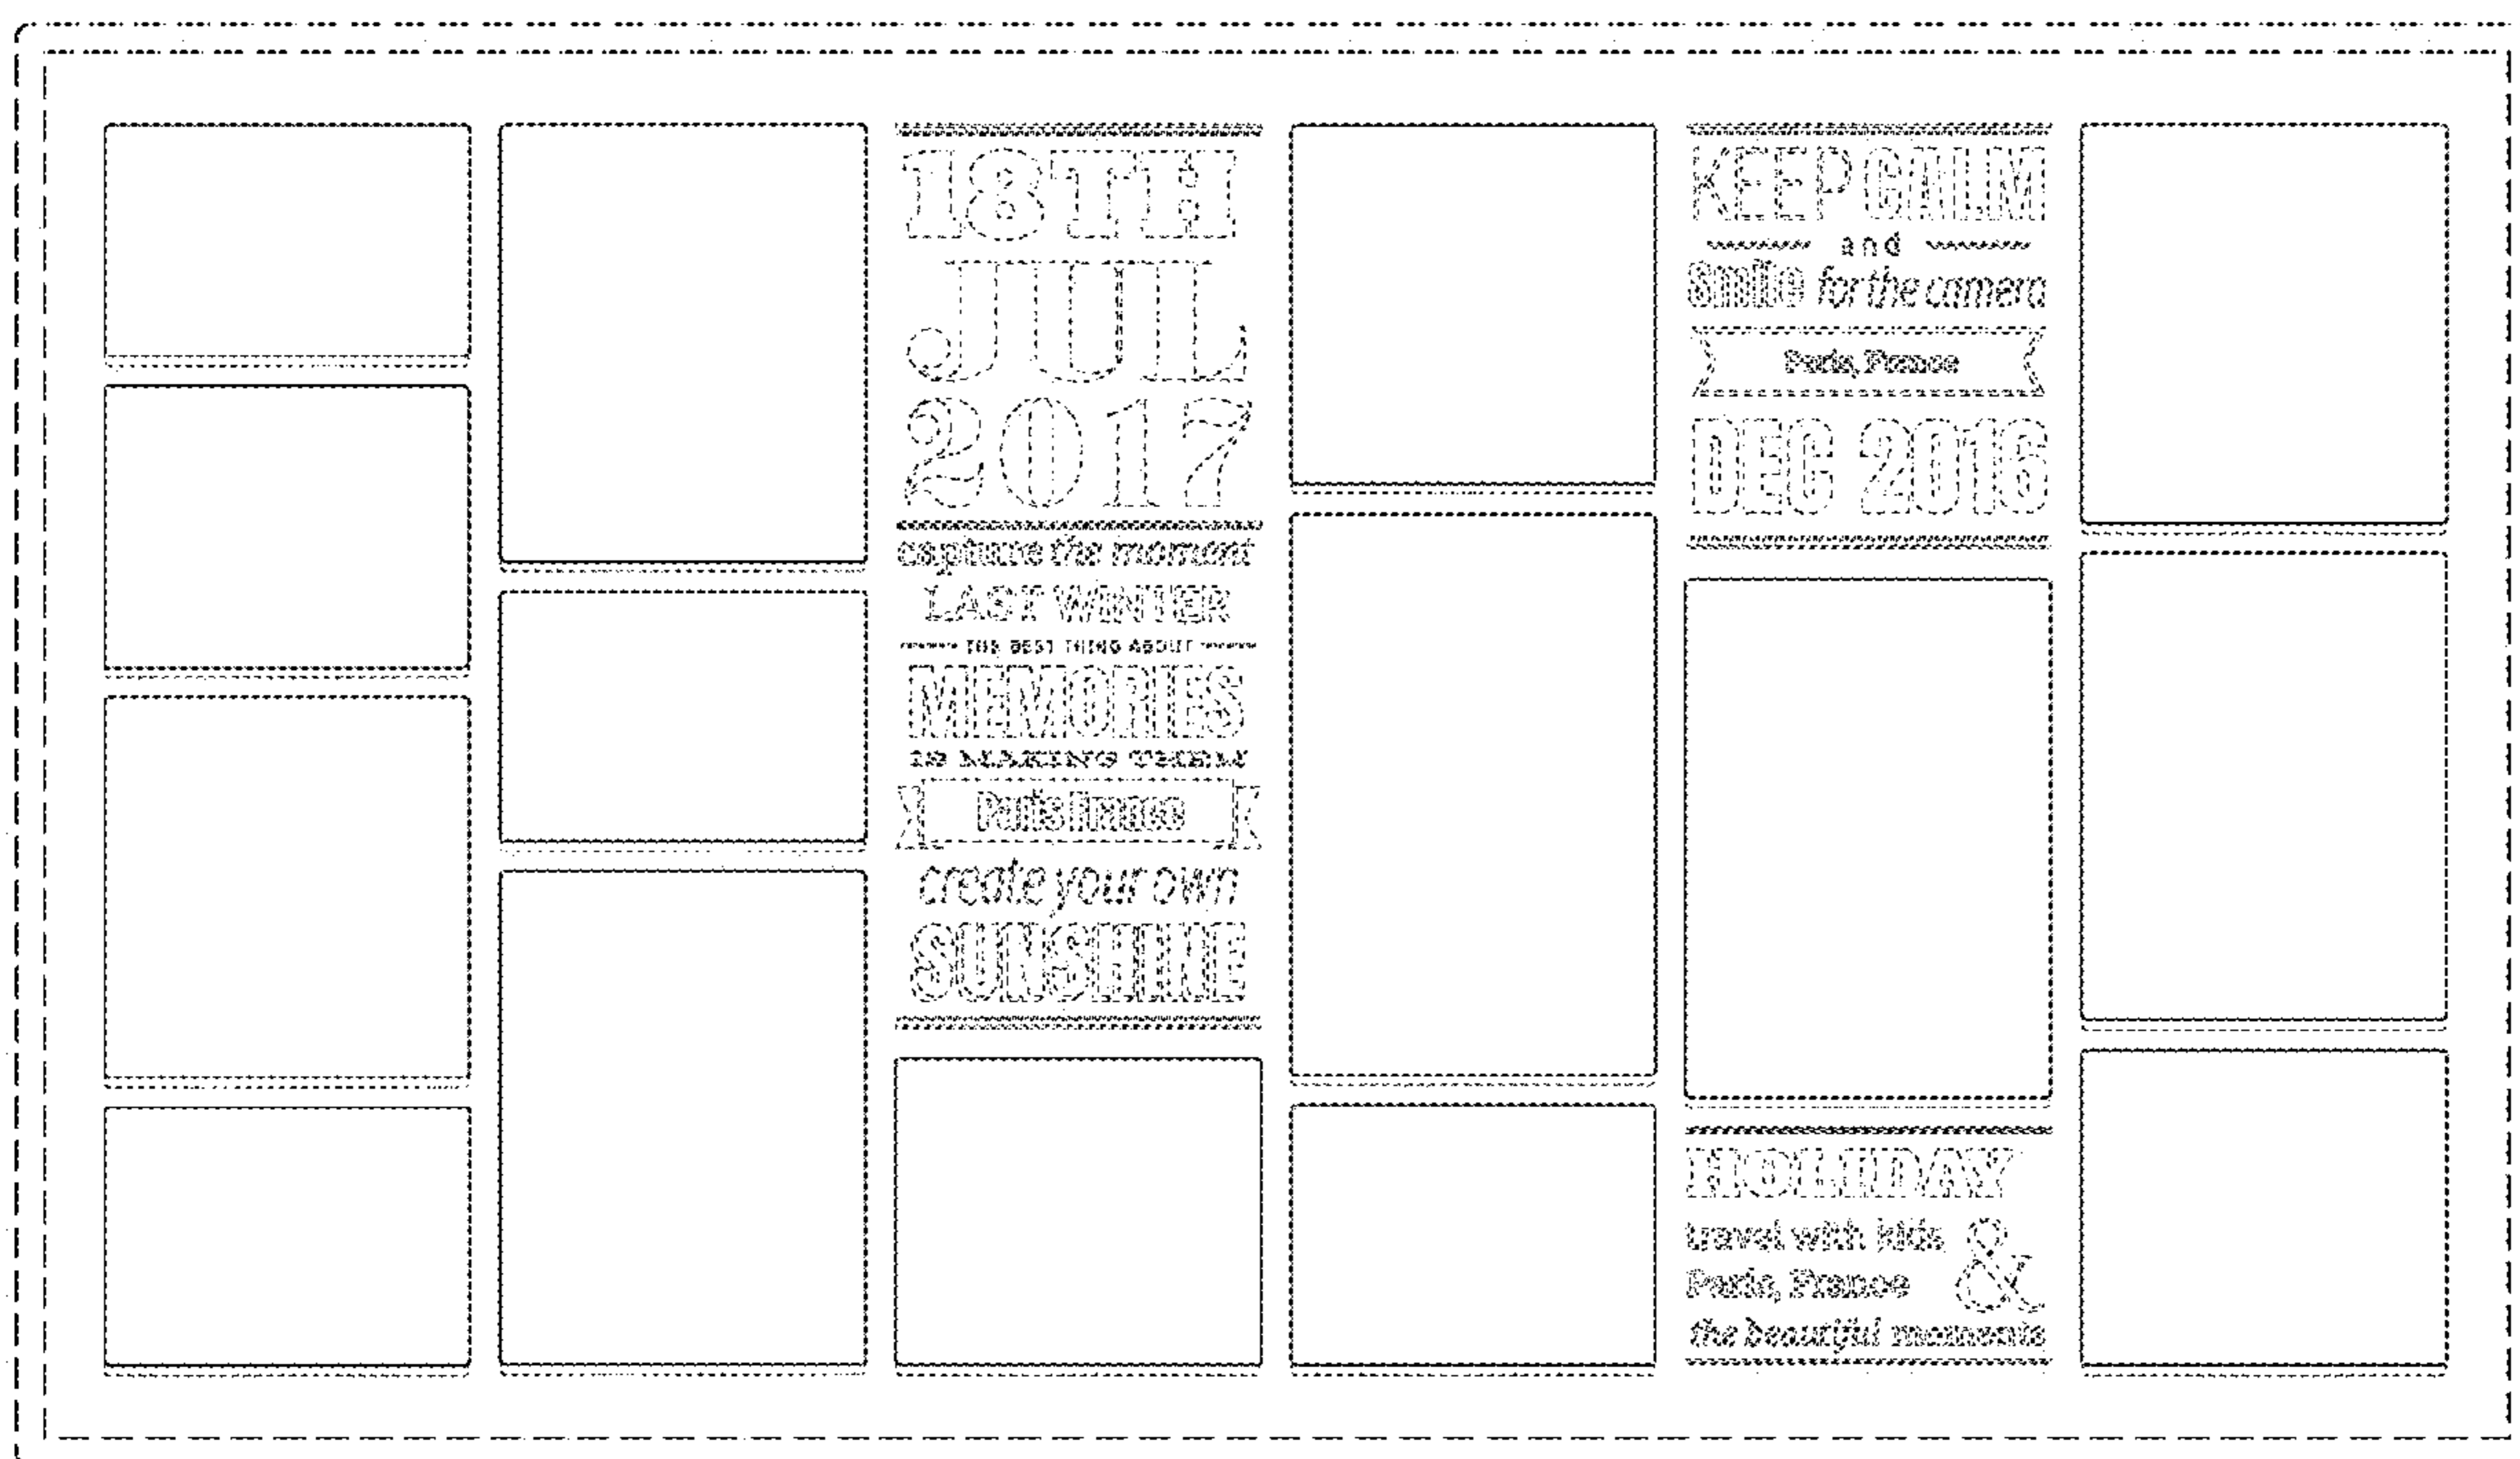 18TH
JUL
2017
capture the moment
LAST WINTER
THE BEST THING ABOUT
MEMORIES
IS MAKING THEM
Paris France
create your own
SUNSHINE
KEEP CALM
and
Smile for the camera
Paris, France
DEC 2016
HOLIDAY
travel with kids
&
Paris, France
the beautiful moments